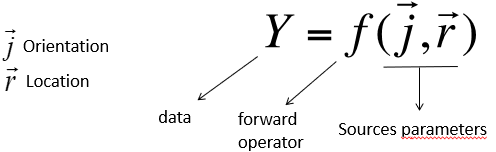 Y = f(j⃗,r⃗)
j⃗ Orientation
r⃗ Location
data
forward
operator
Sources parameters